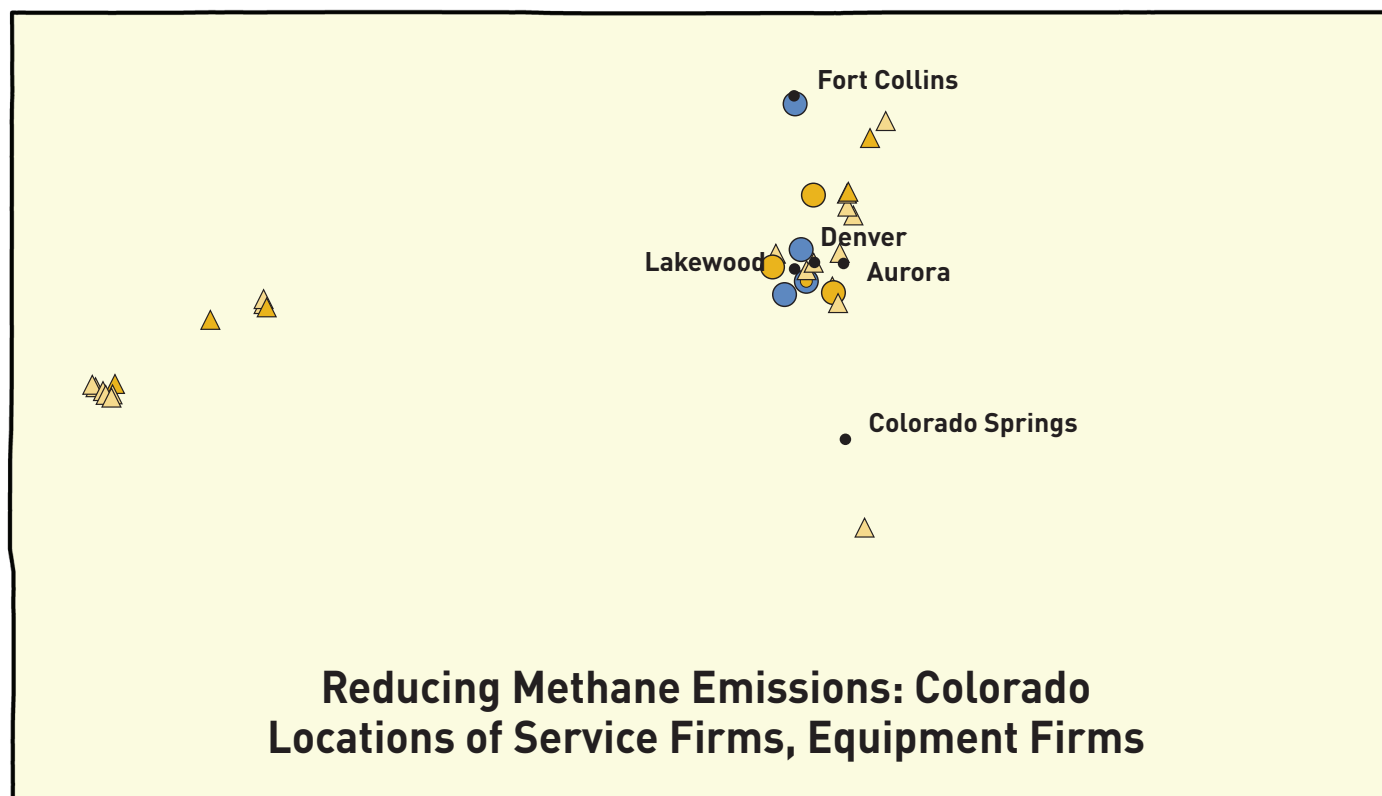 Fort Collins
Denver
Lakewood
Aurora
Colorado Springs
Reducing Methane Emissions: Colorado
Locations of Service Firms, Equipment Firms